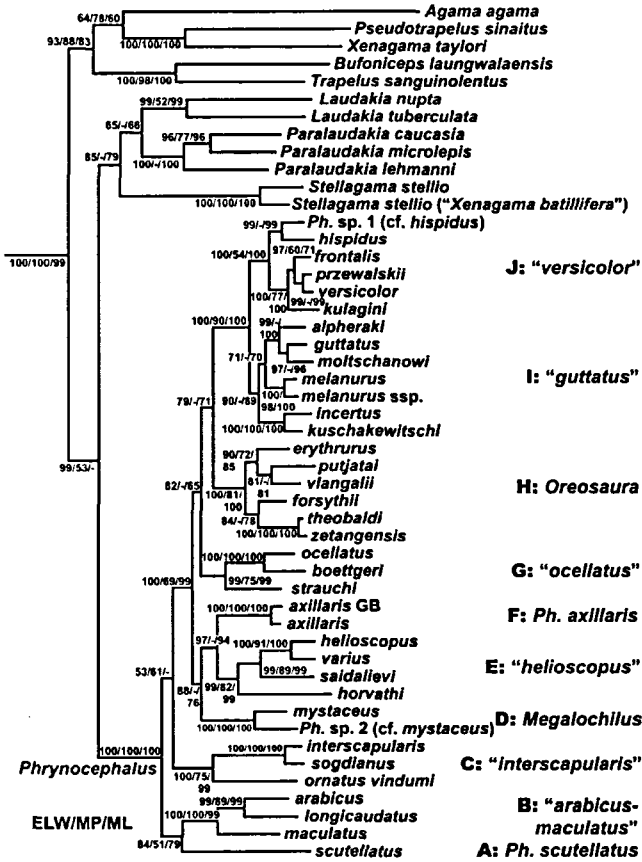 Agama agama
64/78/60
93/88/83
Pseudotrapelus sinaitus
100/100/100
Xenagama taylori
Bufoniceps laungwalaensis
100/98/100
Trapelus sanguinolentus
Laudakia nupta
99/52/99
Laudakia tuberculata
65/-/66
96/77/96
Paralaudakia caucasia
Paralaudakia microlepis
85/-/79
100/-/100
Paralaudakia lehmanni
Stellagama stellio
100/100/100
Stellagama stellio ("Xenagama batillifera")
99/-/99
Ph. sp. 1 (cf. hispidus)
hispidus
100/54/100
97/60/71
frontalis
100/100/99
przewalskii
J: "versicolor"
versicolor
100/77/
100
99/-/99
kulagini
100/90/100
99/-/
100
alpheraki
guttatus
71/-/70
moltschanowi
97/-/96
melanurus
I: "guttatus"
100/
98/100
melanurus ssp.
79/-/71
90/-/89
incertus
100/100/100
kuschakewitschi
90/72/
85
erythrurus
99/53/-
putjatai
81/-/
81
vlangalii
82/-/65
100/81/
100
forsythii
H: Oreosaura
84/-/78
theobaldi
100/100/100
zetangensis
ocellatus
100/100/100
boettgeri
G: "ocellatus"
99/75/99
strauchi
100/69/99
100/100/100
axillaris GB
F: Ph. axillaris
axillaris
97/-/94
100/91/100
helioscopus
varius
E: "helioscopus"
53/61/-
99/89/99
saidalievi
99/82/
99
88/-/
76
horvathi
mystaceus
D: Megalochilus
100/100/100
Ph. sp. 2 (cf. mystaceus)
100/100/100
interscapularis
100/100/100
sogdianus
C: "interscapularis"
Phrynocephalus
100/75/
99
ornatus vindumi
99/89/99
arabicus
B: "arabicus-
maculatus"
longicaudatus
ELW/MP/ML
100/100/99
maculatus
84/51/79
scutellatus
A: Ph. scutellatus